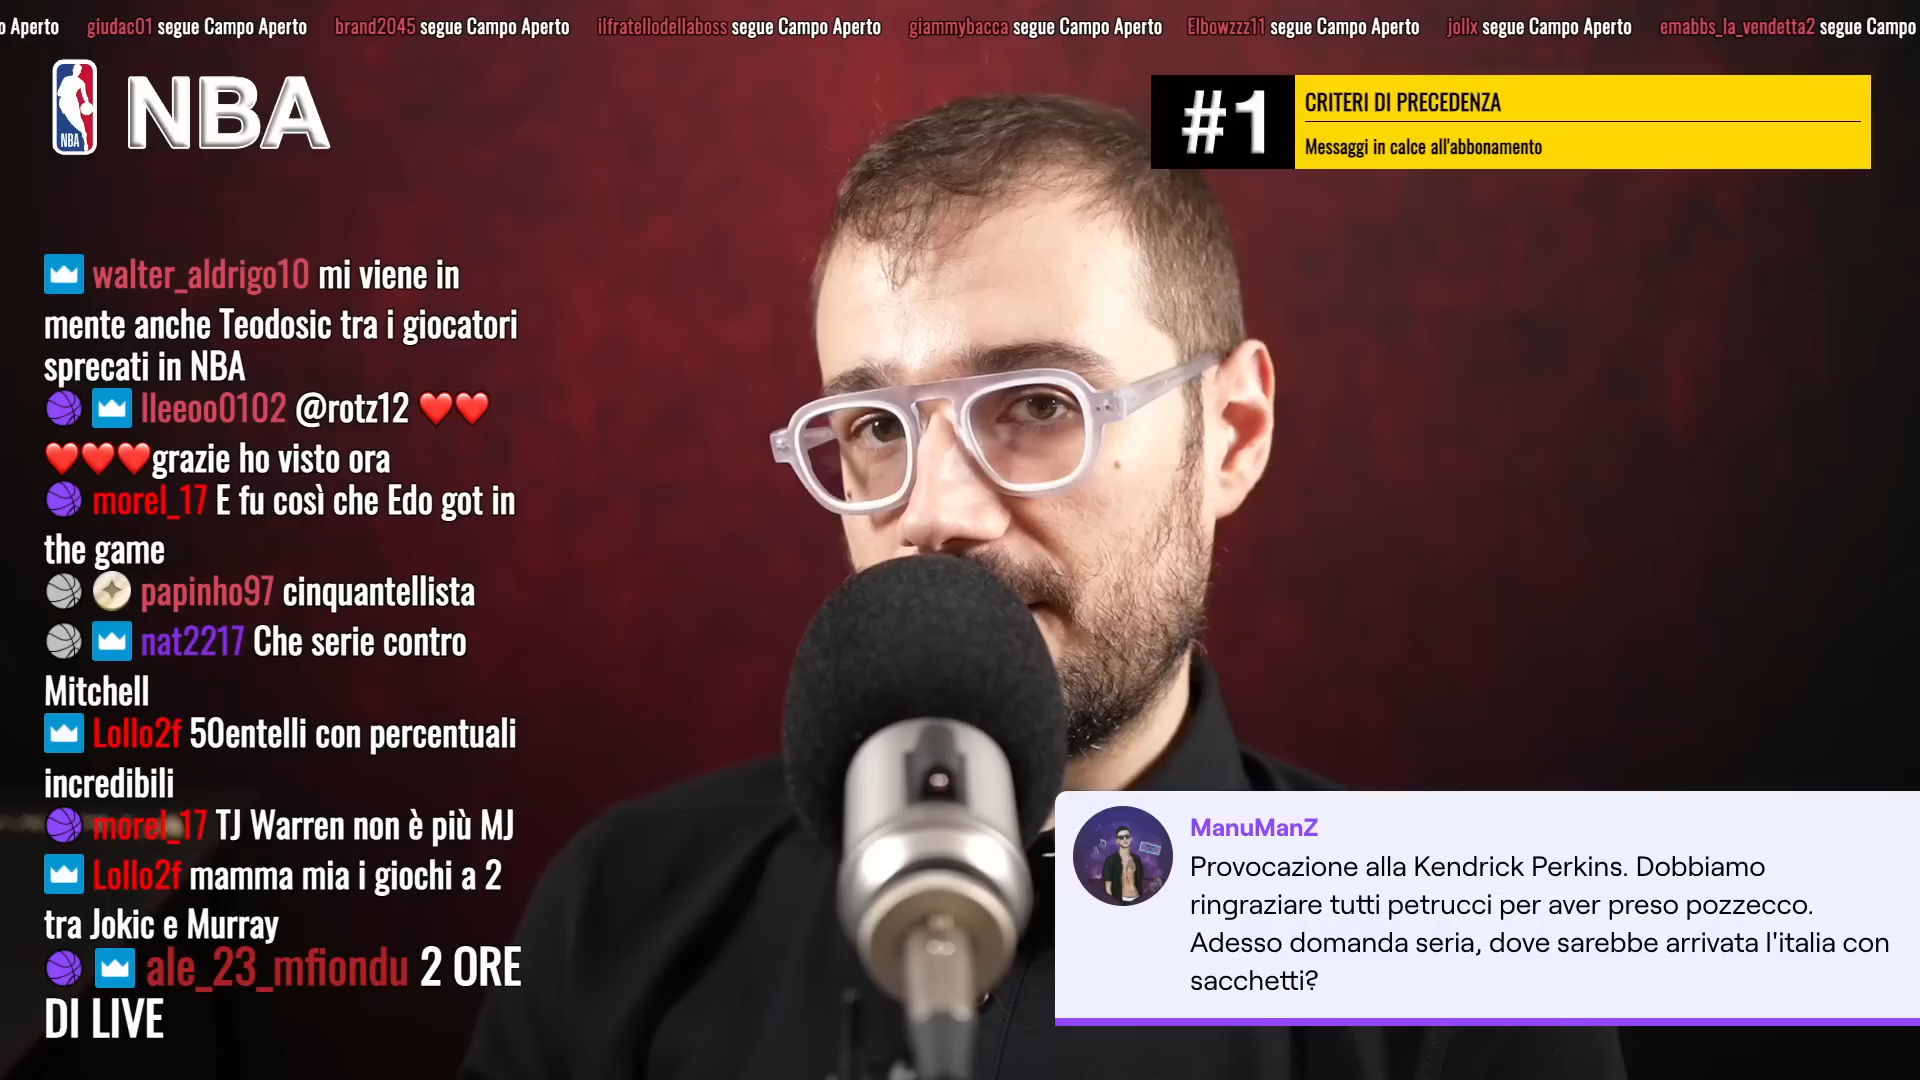 o Aperto giudac01 segue Campo Aperto brand2045 segue Campo Aperto ilfratellodellaboss segue Campo Aperto giammybacca segue Campo Aperto Elbowzzz11 segue Campo Aperto jollx segue Campo Aperto emabbs_la_vendetta2 segue Campo
NBA NBA
#1 CRITERI DI PRECEDENZA
Messaggi in calce all'abbonamento
walter_aldrigo10 mi viene in
mente anche Teodosic tra i giocatori
sprecati in NBA
lleeoo0102 @rotz12 ❤️❤️
❤️❤️❤️grazie ho visto ora
morel_17 E fu così che Edo got in
the game
papinho97 cinquantellista
nat2217 Che serie contro
Mitchell
Lollo2f 50entelli con percentuali
incredibili
morel_17 TJ Warren non è più MJ
Lollo2f mamma mia i giochi a 2
tra Jokic e Murray
ale_23_mfiondu 2 ORE
DI LIVE
ManuManZ
Provocazione alla Kendrick Perkins. Dobbiamo
ringraziare tutti petrucci per aver preso pozzecco.
Adesso domanda seria, dove sarebbe arrivata l'italia con
sacchetti?